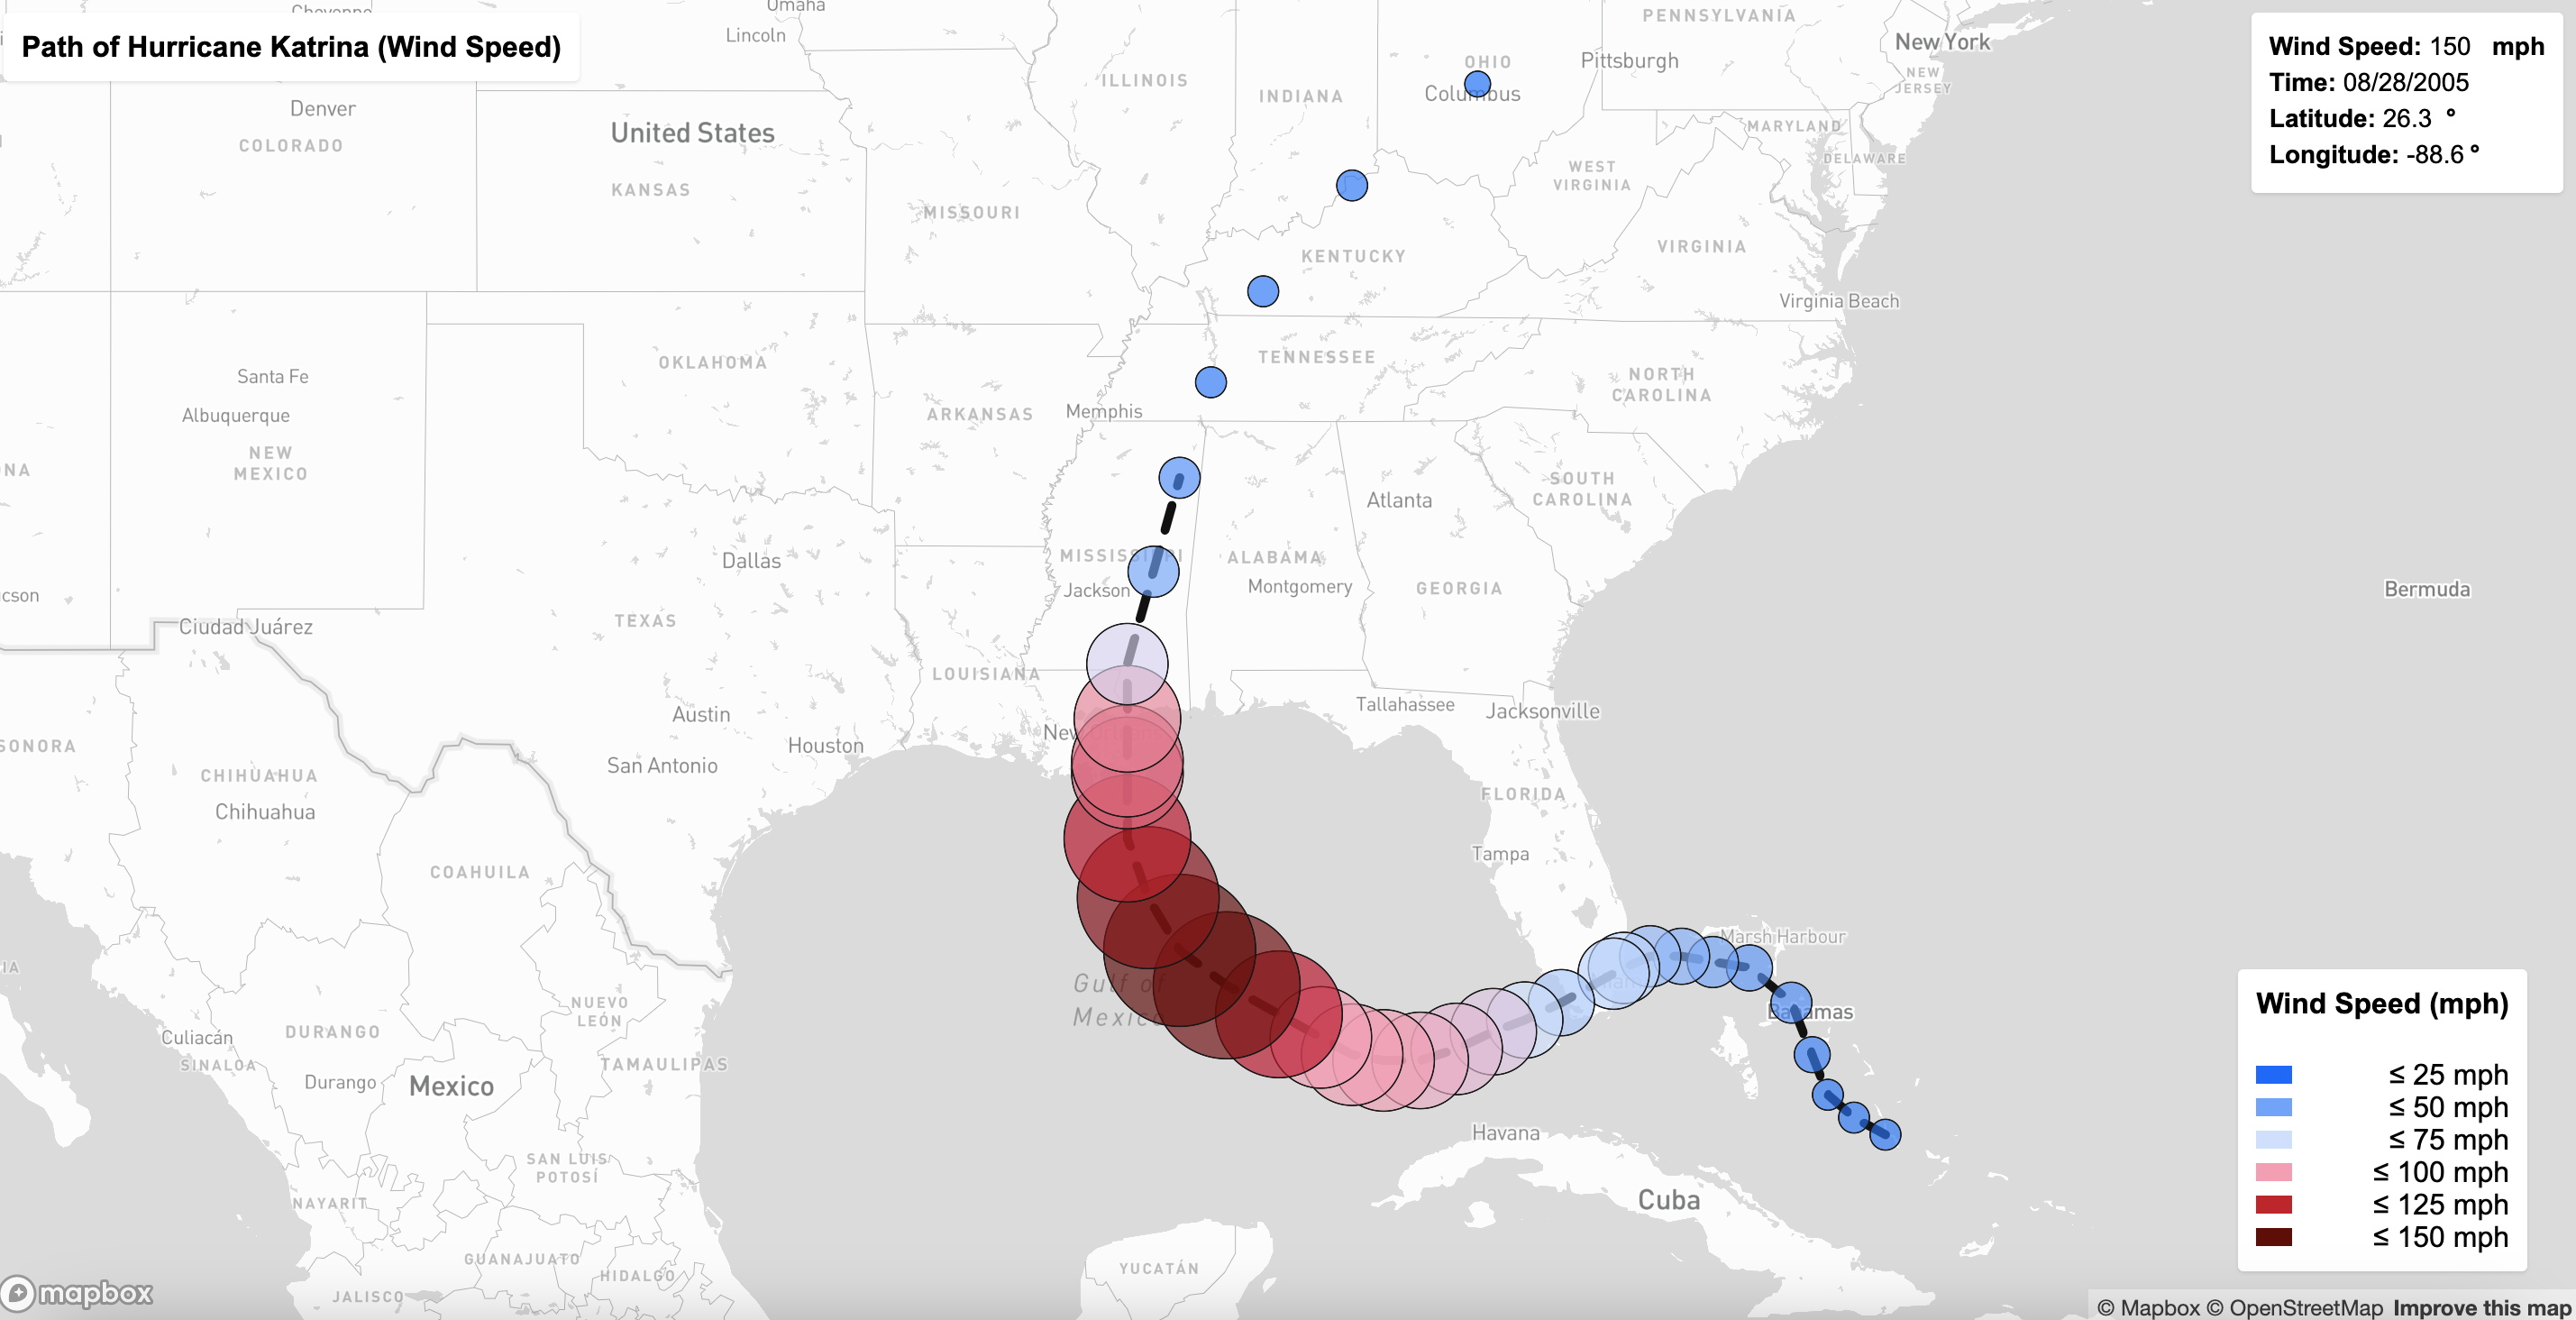 Path of Hurricane Katrina (Wind Speed)
Wind Speed: 150 mph
Time: 08/28/2005
Latitude: 26.3 °
Longitude: -88.6 °
Omaha
Lincoln
PENNSYLVANIA
New York
Pittsburgh
OHIO
Columbus
NEW
JERSEY
ILLINOIS
INDIANA
Denver
COLORADO
United States
KANSAS
MISSOURI
MARYLAND
DELAWARE
WEST
VIRGINIA
VIRGINIA
KENTUCKY
Virginia Beach
TENNESSEE
OKLAHOMA
Santa Fe
Albuquerque
NEW
MEXICO
ARKANSAS
Memphis
NORTH
CAROLINA
SOUTH
CAROLINA
Atlanta
Dallas
MISSISSIPPI
Jackson
ALABAMA
Montgomery
GEORGIA
Bermuda
Ciudad Juárez
TEXAS
LOUISIANA
Austin
Houston
San Antonio
New Orleans
Tallahassee
Jacksonville
SONORA
CHIHUAHUA
Chihuahua
FLORIDA
Tampa
COAHUILA
Marsh Harbour
Bahamas
Gulf of
Mexico
NUEVO
LEÓN
Culiacán
SINALOA
DURANGO
Durango
Mexico
TAMAULIPAS
Havana
Cuba
SAN LUIS
POTOSÍ
NAYARIT
GUANAJUATO
HIDALGO
JALISCO
YUCATÁN
Wind Speed (mph)
≤ 25 mph
≤ 50 mph
≤ 75 mph
≤ 100 mph
≤ 125 mph
≤ 150 mph
mapbox
© Mapbox © OpenStreetMap Improve this map